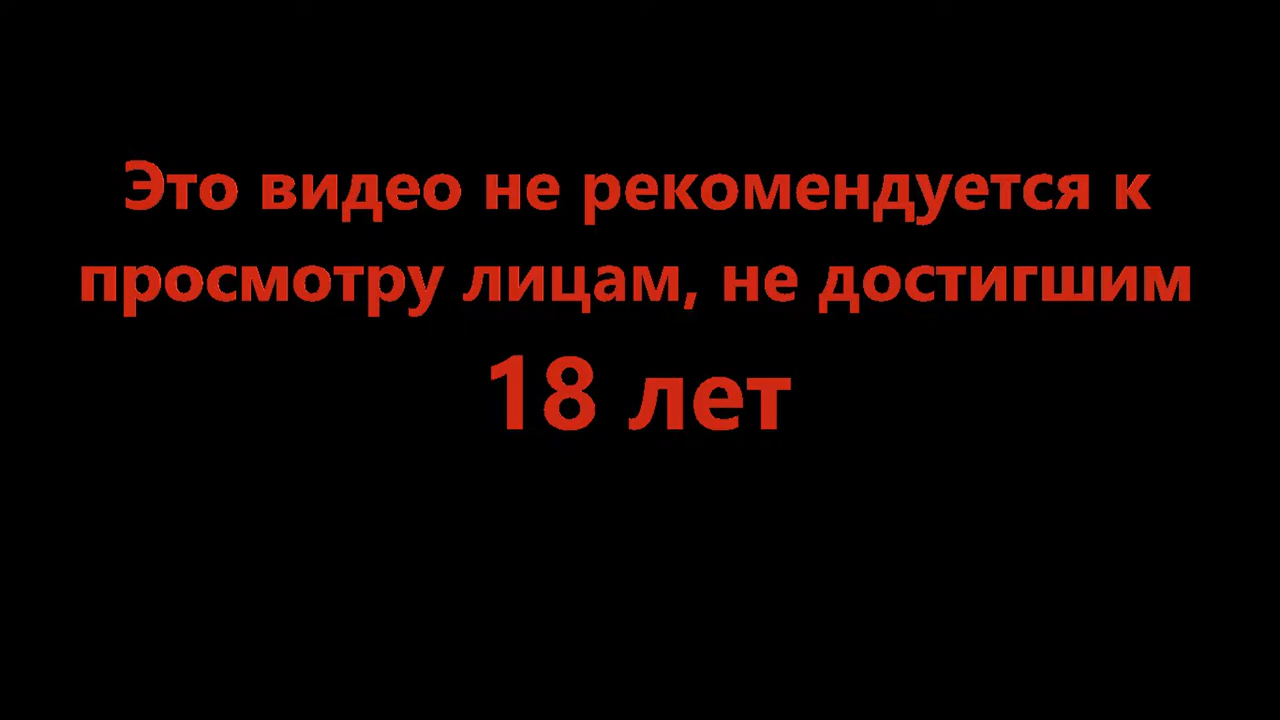 Это видео не рекомендуется к
просмотру лицам, не достигшим
18 лет